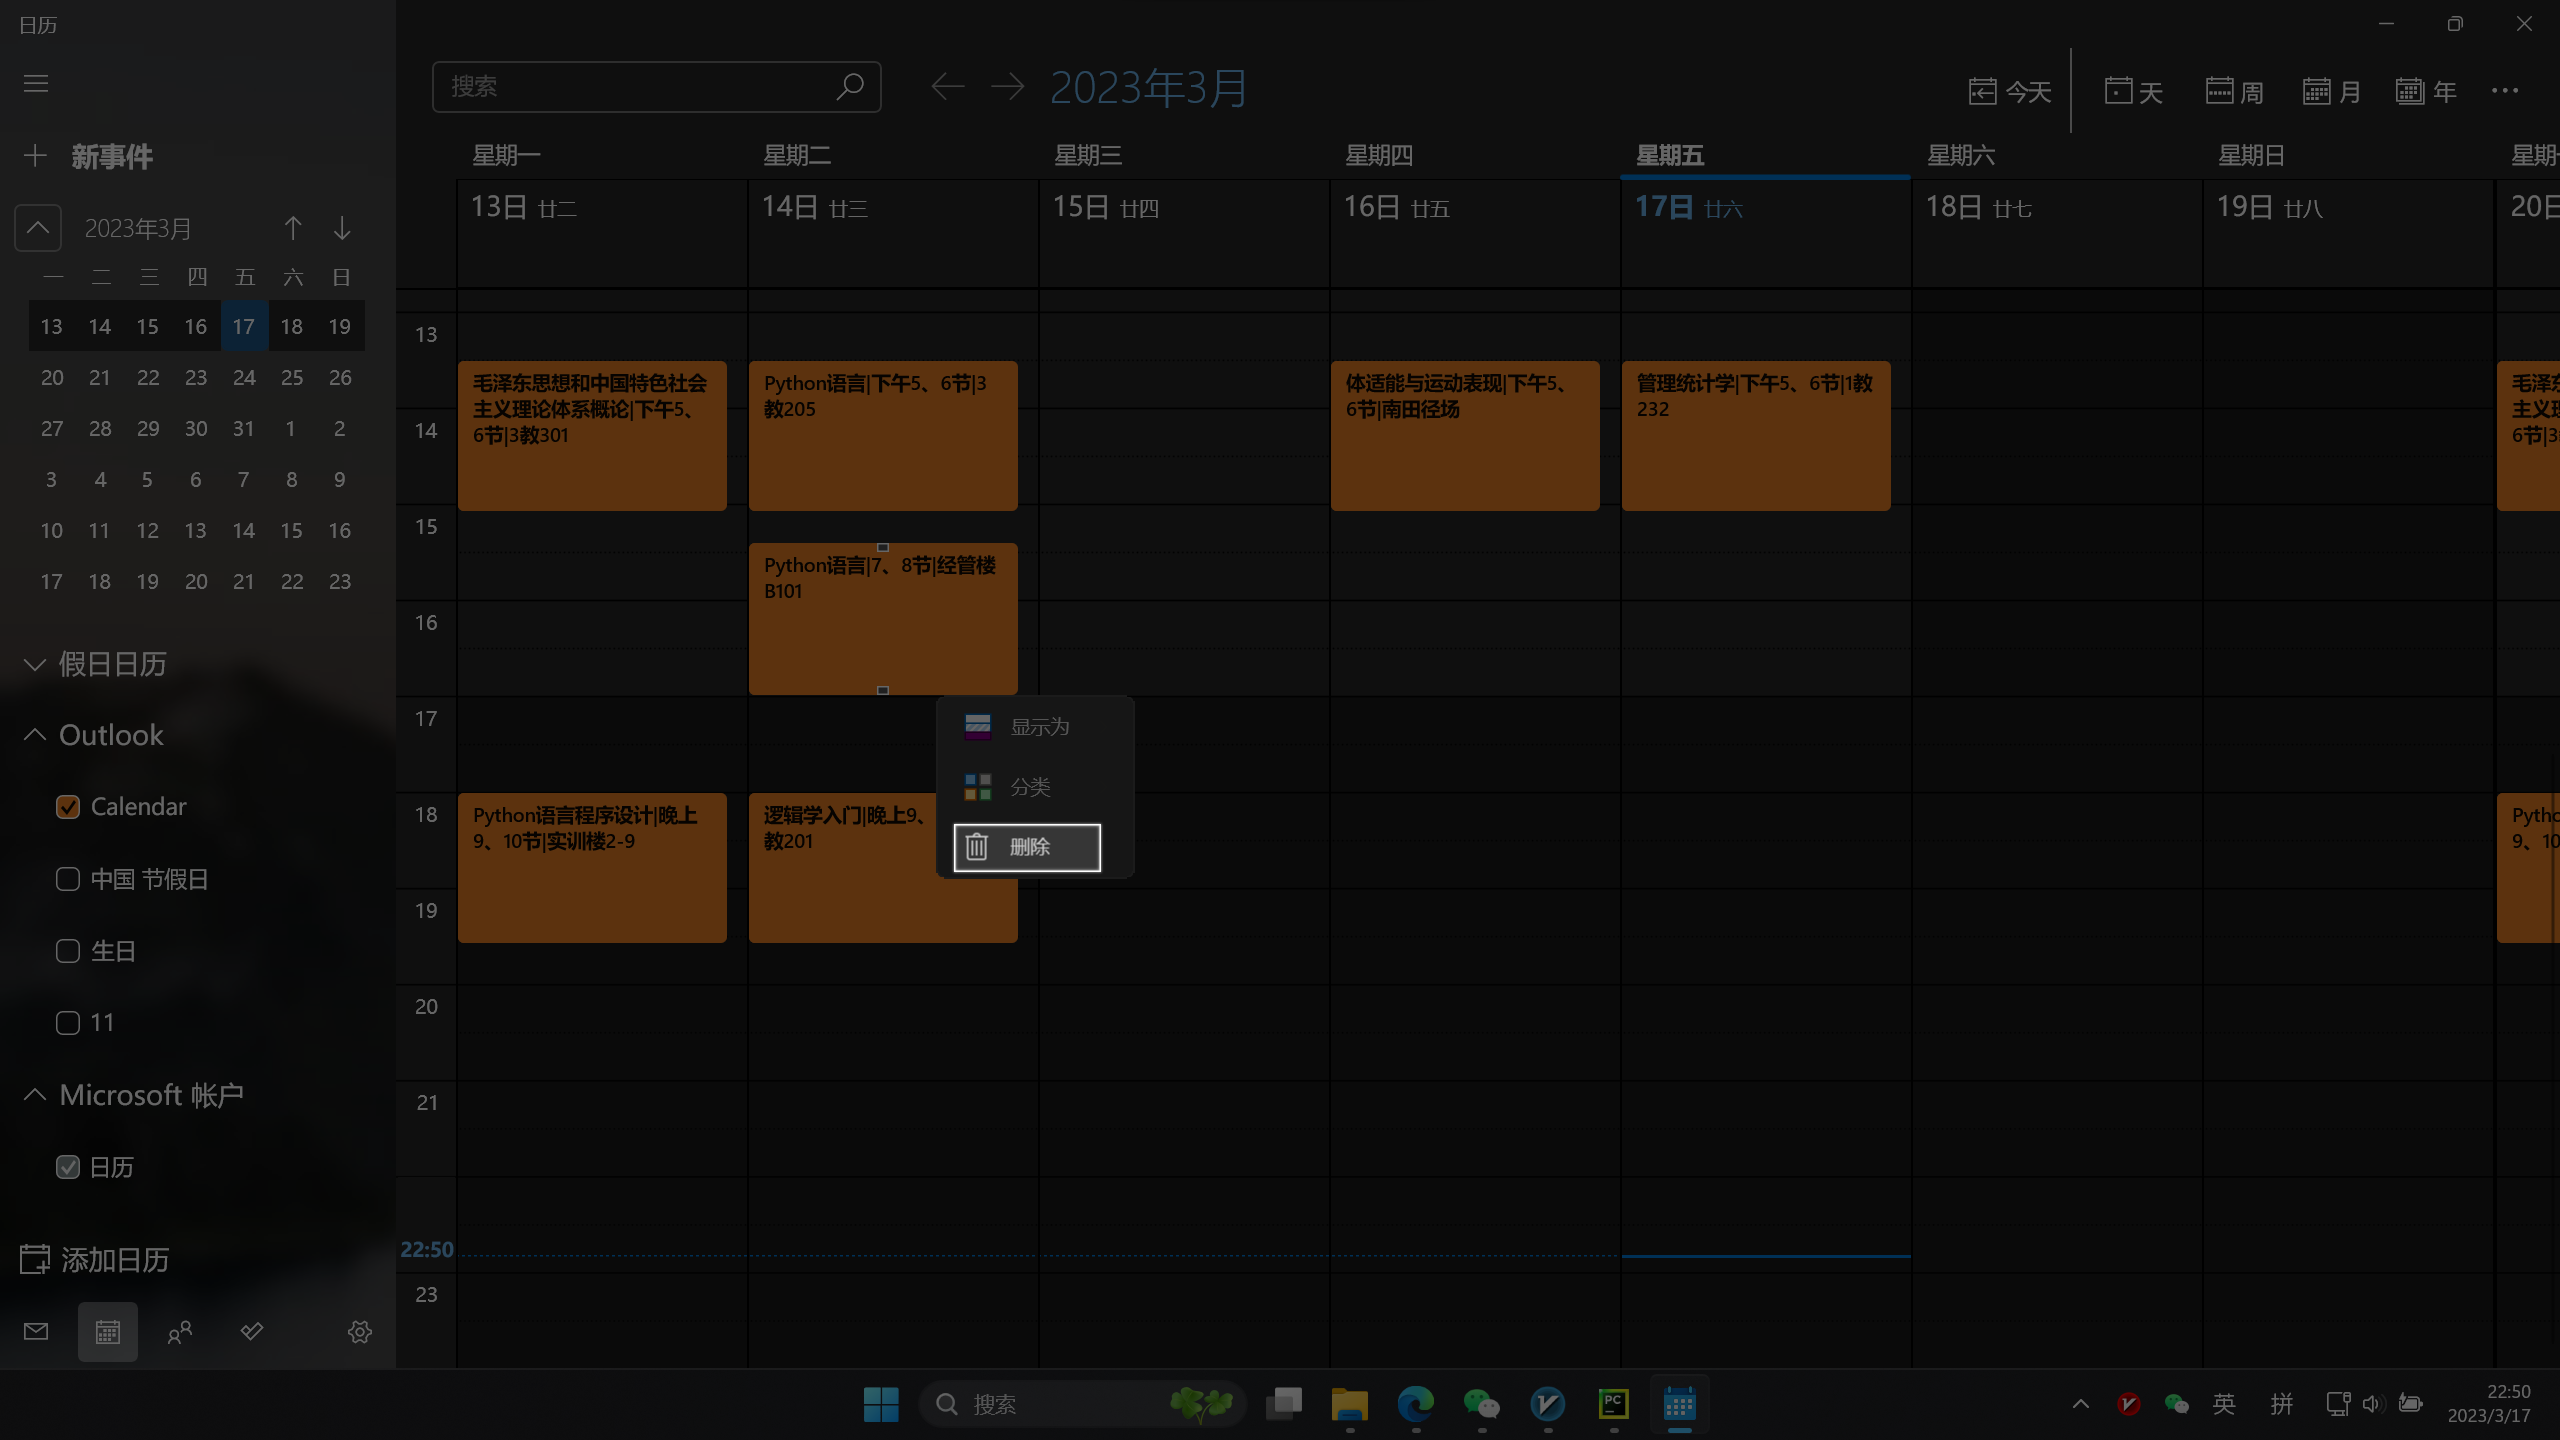 日历
搜索
2023年3月
今天
天
周
月
年
新事件
2023年3月
一 二 三 四 五 六 日
13 14 15 16 17 18 19
20 21 22 23 24 25 26
27 28 29 30 31 1 2
3 4 5 6 7 8 9
10 11 12 13 14 15 16
17 18 19 20 21 22 23
假日日历
Outlook
Calendar
中国 节假日
生日
11
Microsoft 帐户
日历
添加日历
星期一 星期二 星期三 星期四 星期五 星期六 星期日 星期
13日 廿二 14日 廿三 15日 廿四 16日 廿五 17日 廿六 18日 廿七 19日 廿八 20日
13
14
15
16
17
18
19
20
21
22:50
23
毛泽东思想和中国特色社会
主义理论体系概论|下午5、
6节|3教301
Python语言程序设计|晚上
9、10节|实训楼2-9
Python语言|下午5、6节|3
教205
Python语言|7、8节|经管楼
B101
逻辑学入门|晚上9、
教201
显示为
分类
删除
体适能与运动表现|下午5、
6节|南田径场
管理统计学|下午5、6节|1教
232
毛泽东
主义理
6节|3
Pytho
9、10
搜索
PC
英
拼
22:50
2023/3/17